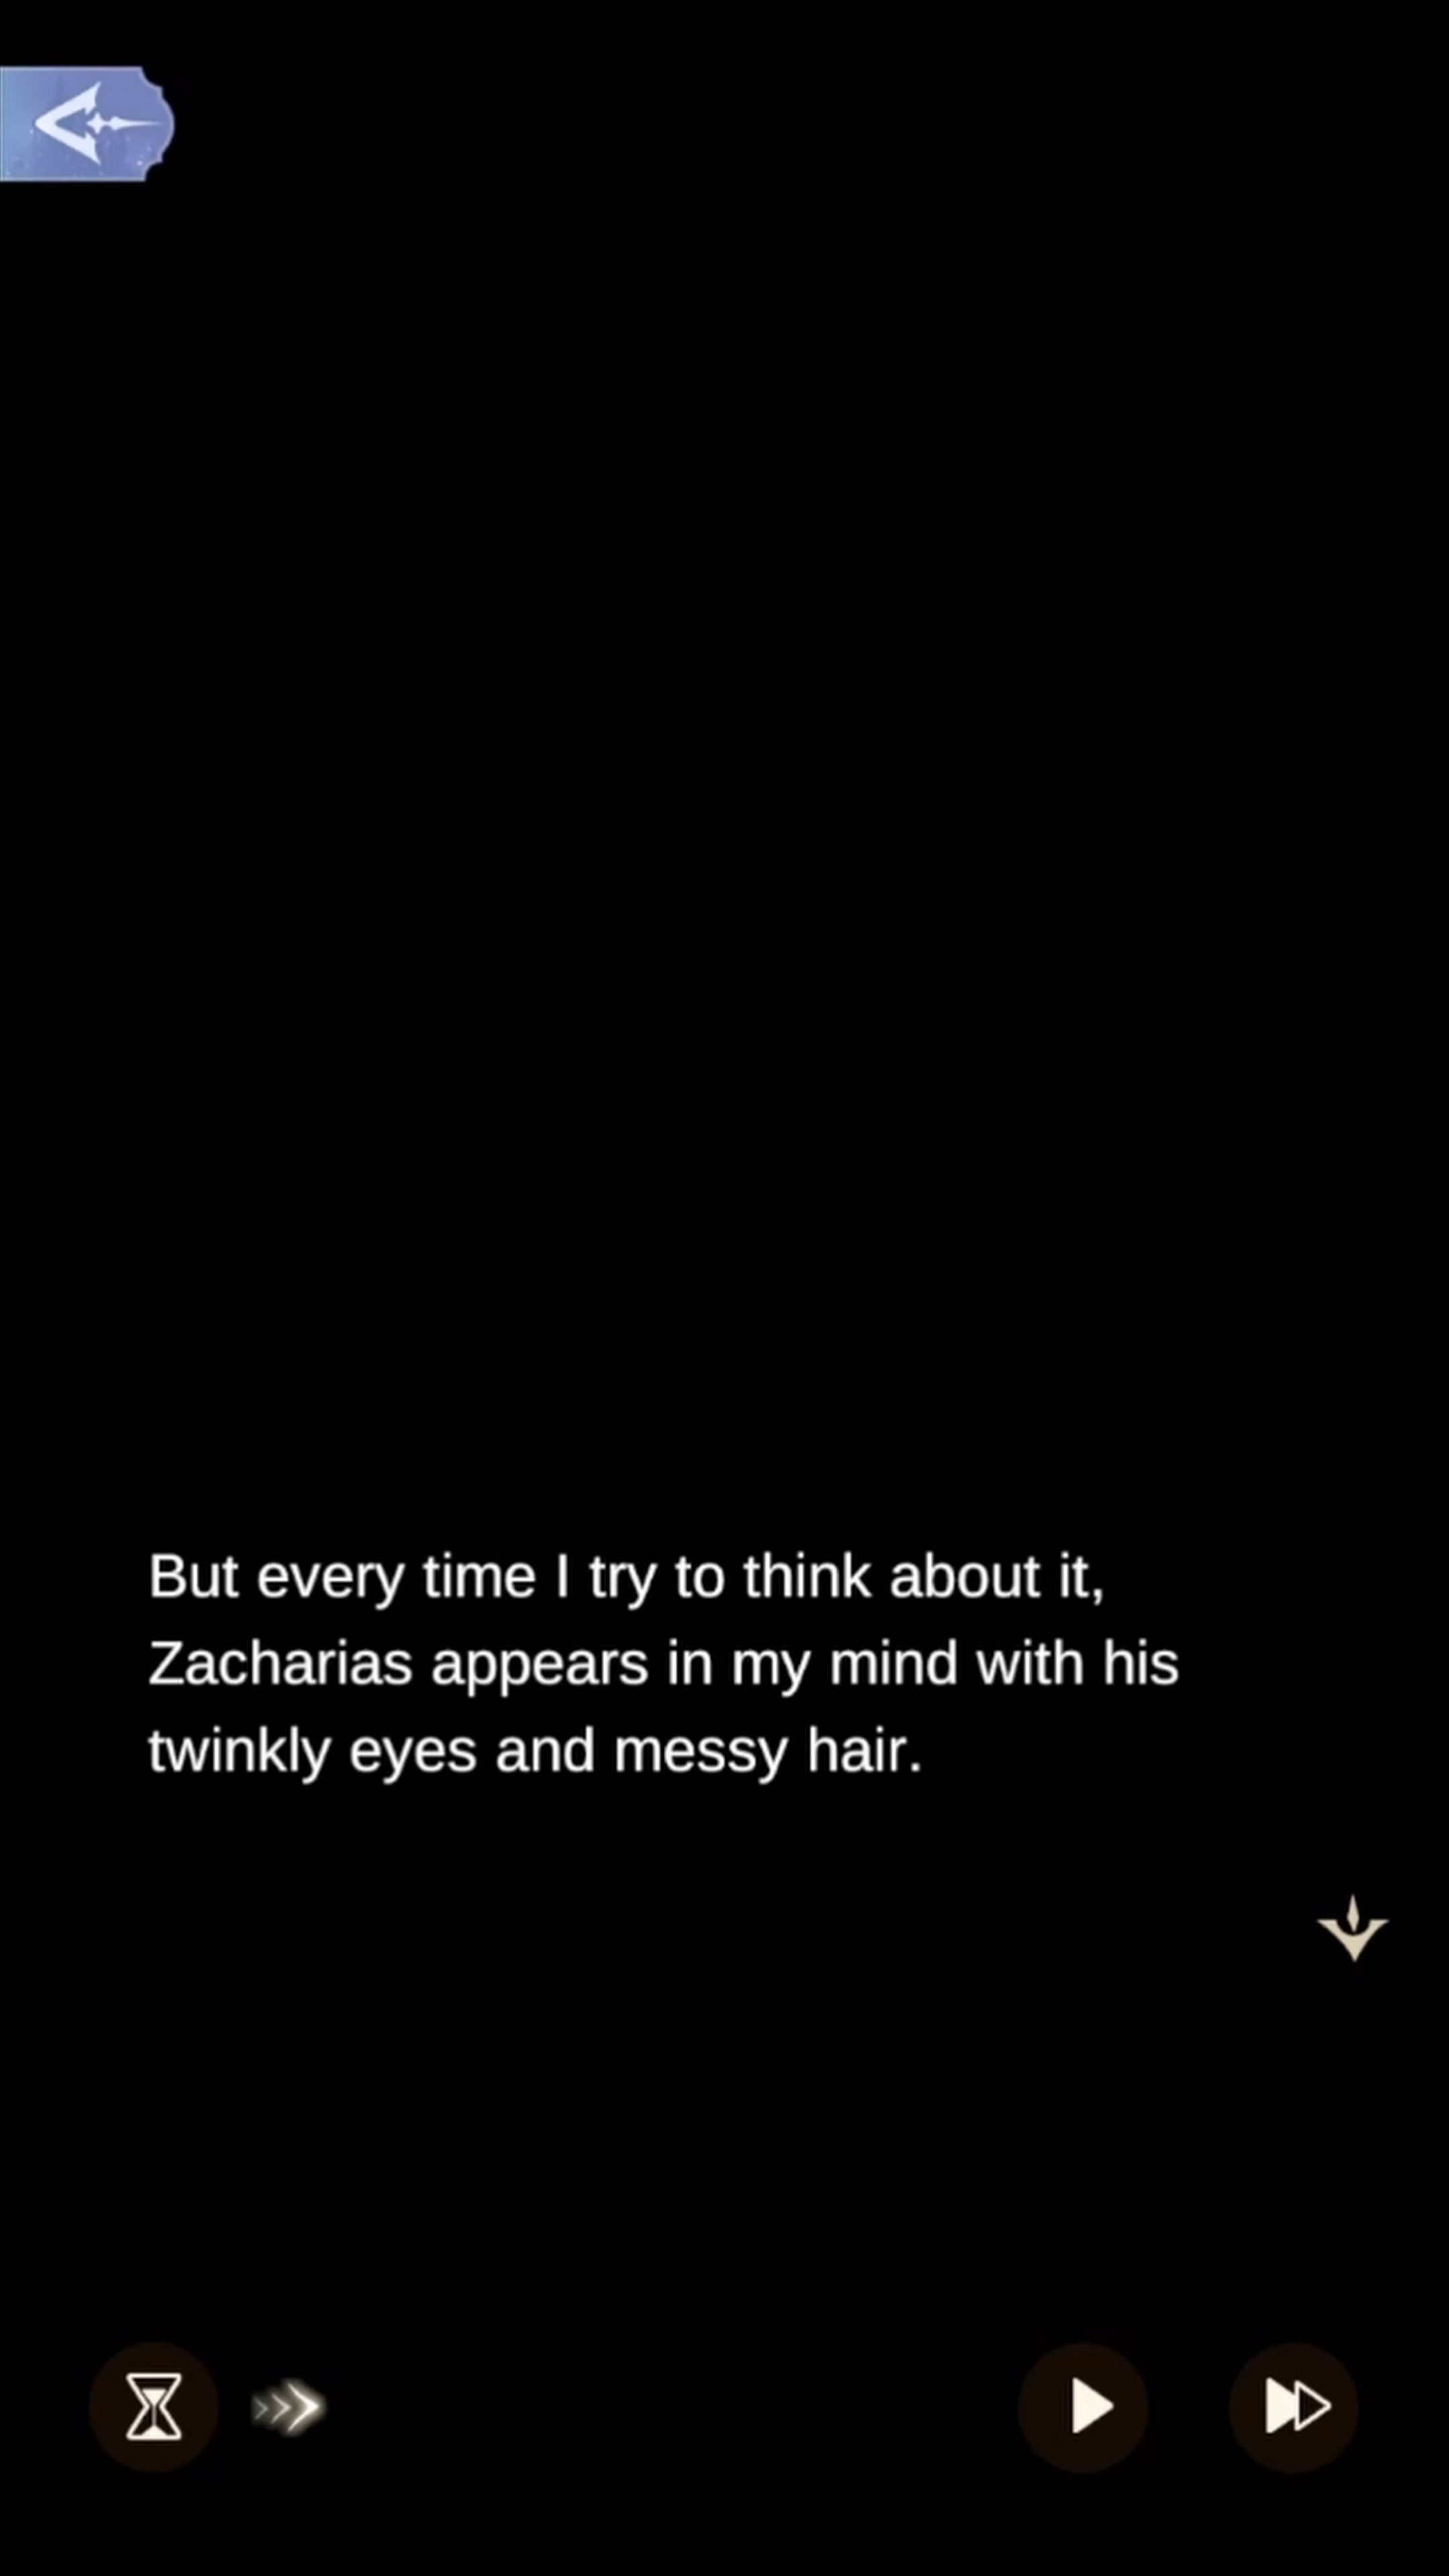 But every time I try to think about it,
Zacharias appears in my mind with his
twinkly eyes and messy hair.